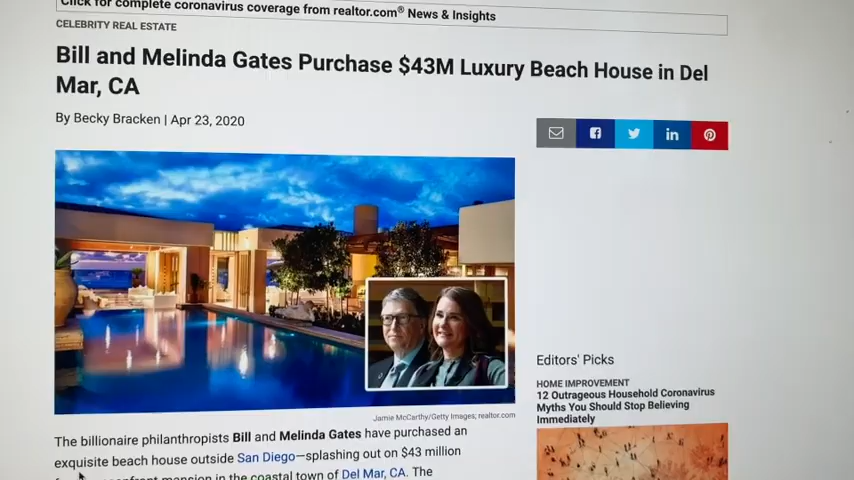 Click for complete coronavirus coverage from realtor.com® News & Insights
CELEBRITY REAL ESTATE
Bill and Melinda Gates Purchase $43M Luxury Beach House in Del
Mar, CA
By Becky Bracken | Apr 23, 2020
in
Jamie McCarthy/Getty Images; realtor.com
The billionaire philanthropists Bill and Melinda Gates have purchased an
exquisite beach house outside San Diego—splashing out on $43 million
mansion in the coastal town of Del Mar, CA. The
Editors' Picks
HOME IMPROVEMENT
12 Outrageous Household Coronavirus
Myths You Should Stop Believing
Immediately